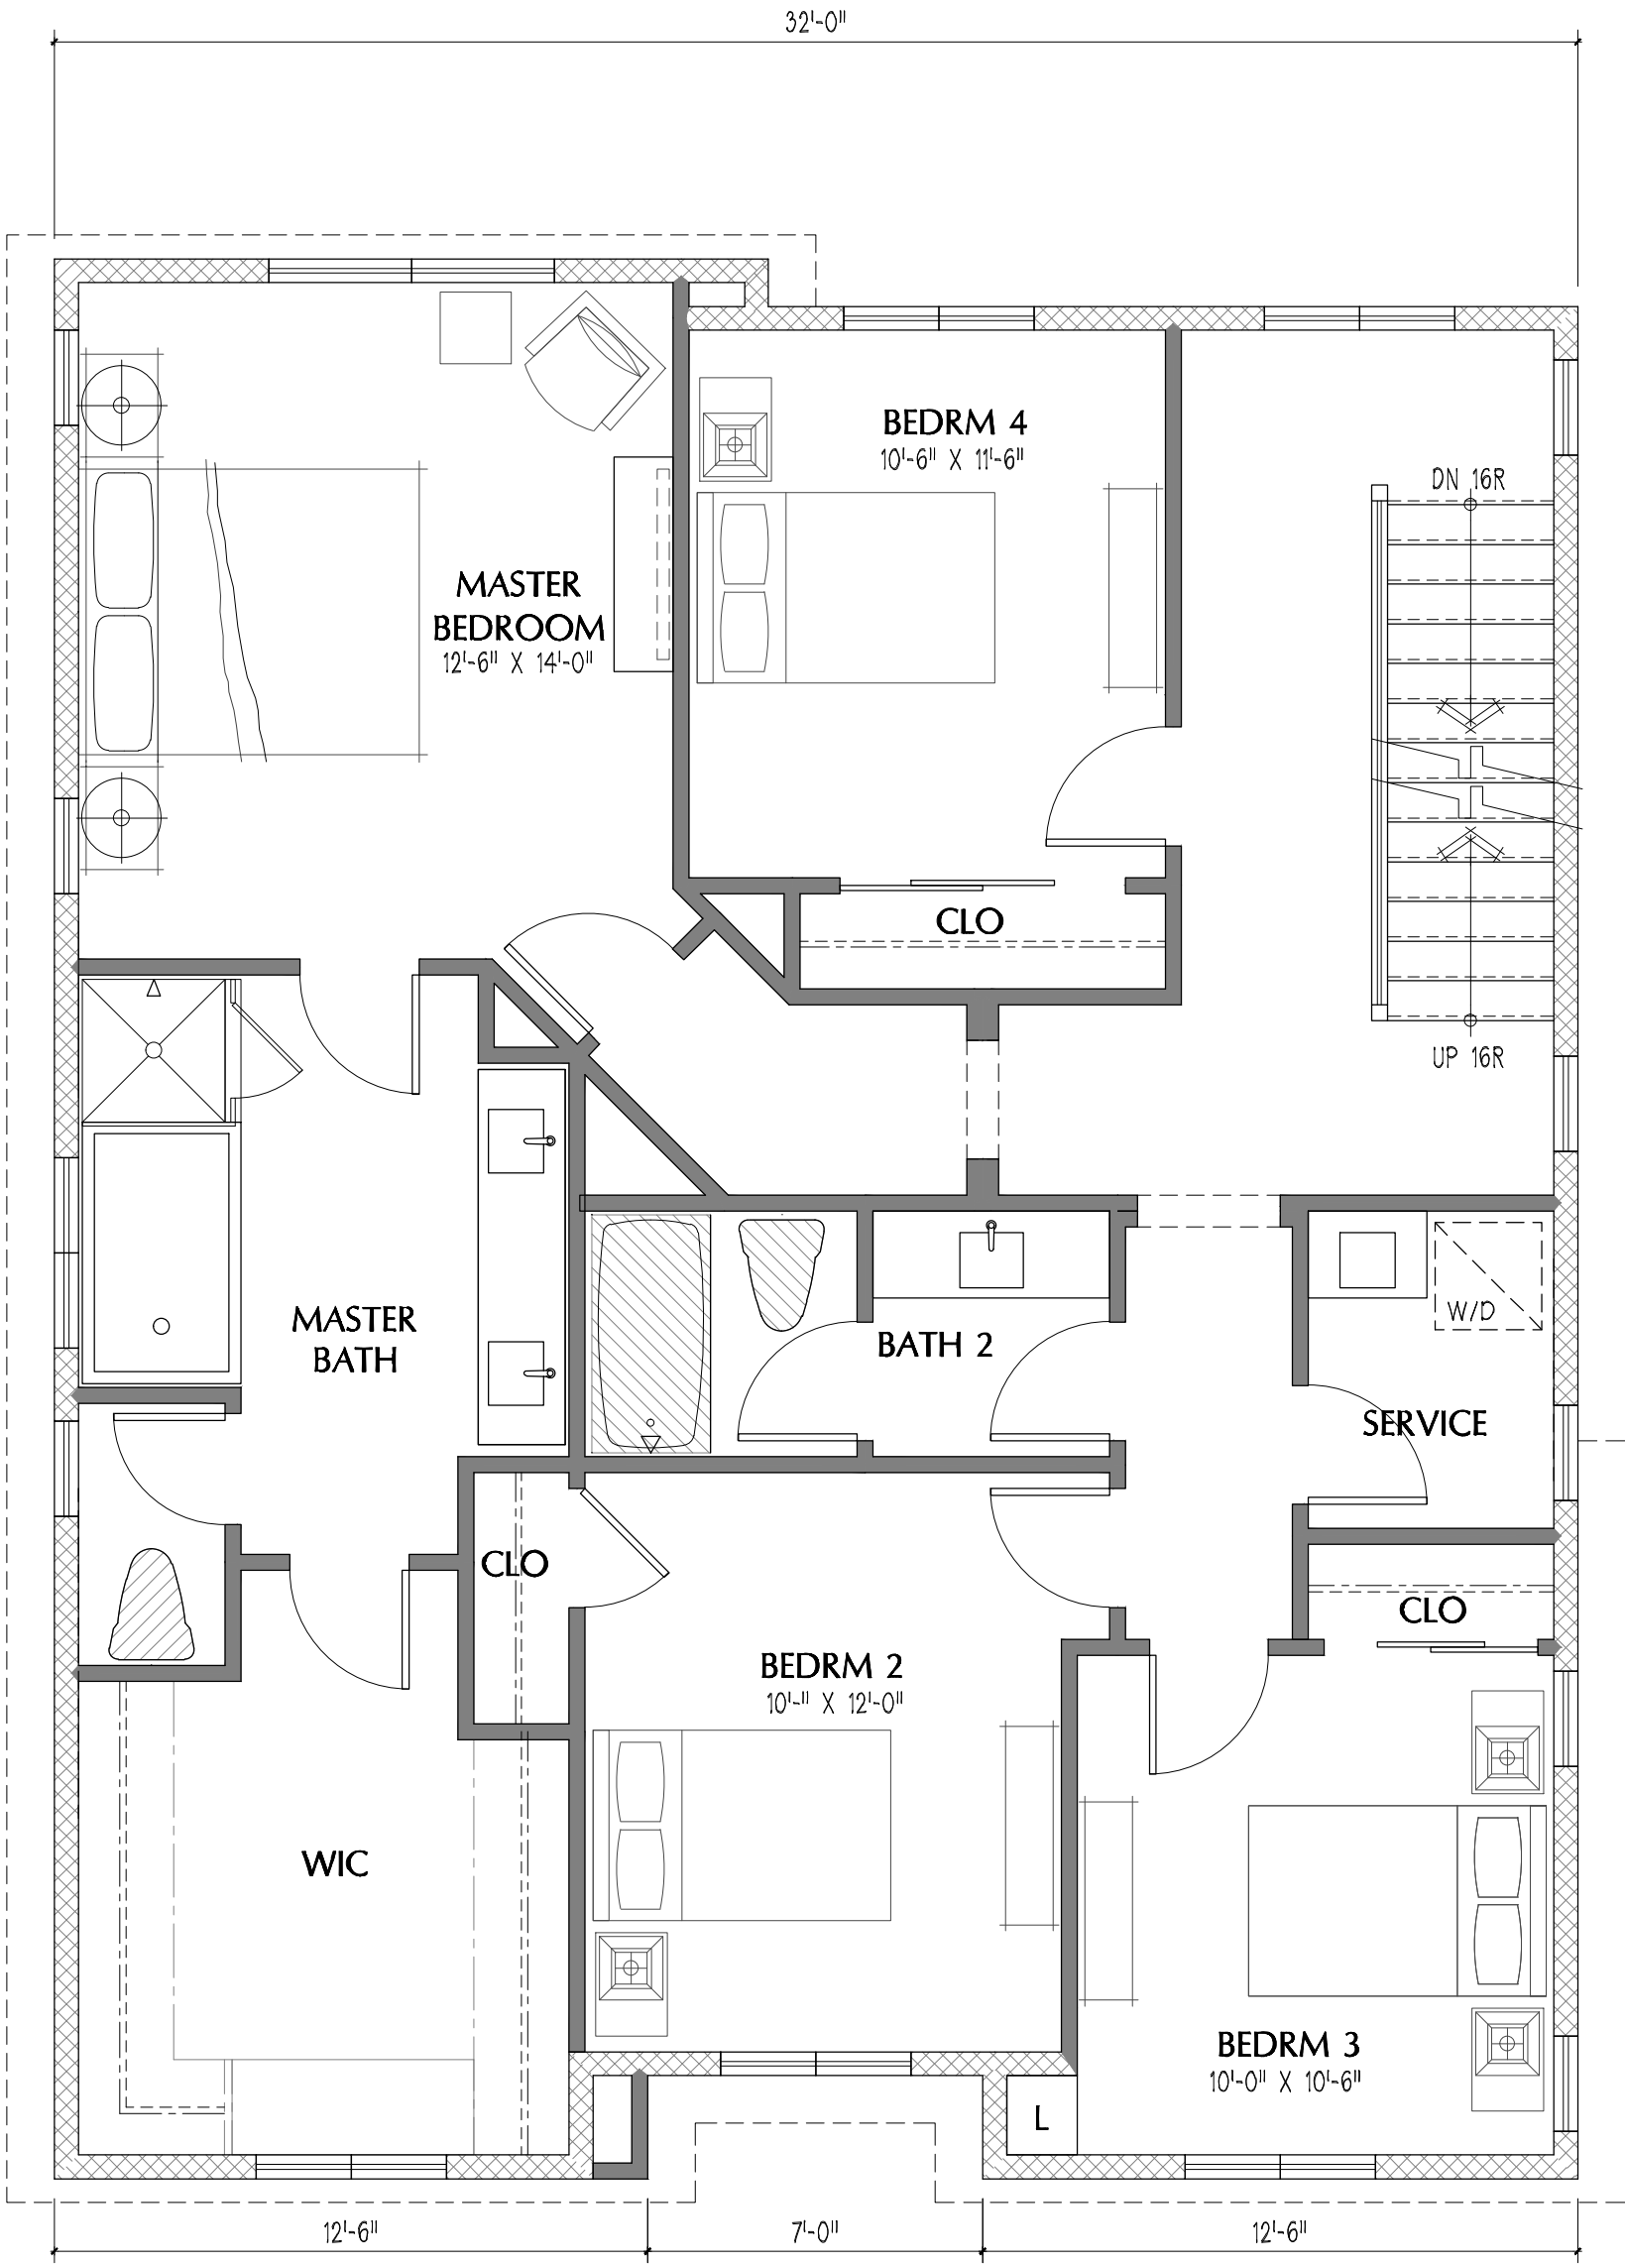 32'-0"
BEDRM 4
10'-6" X 11'-6"
DN 16R
MASTER
BEDROOM
12'-6" X 14'-0"
CLO
UP 16R
MASTER
BATH
BATH 2
W/D
SERVICE
CLO
CLO
BEDRM 2
10'-" X 12'-0"
WIC
BEDRM 3
10'-0" X 10'-6"
L
12'-6"
7'-0"
12'-6"